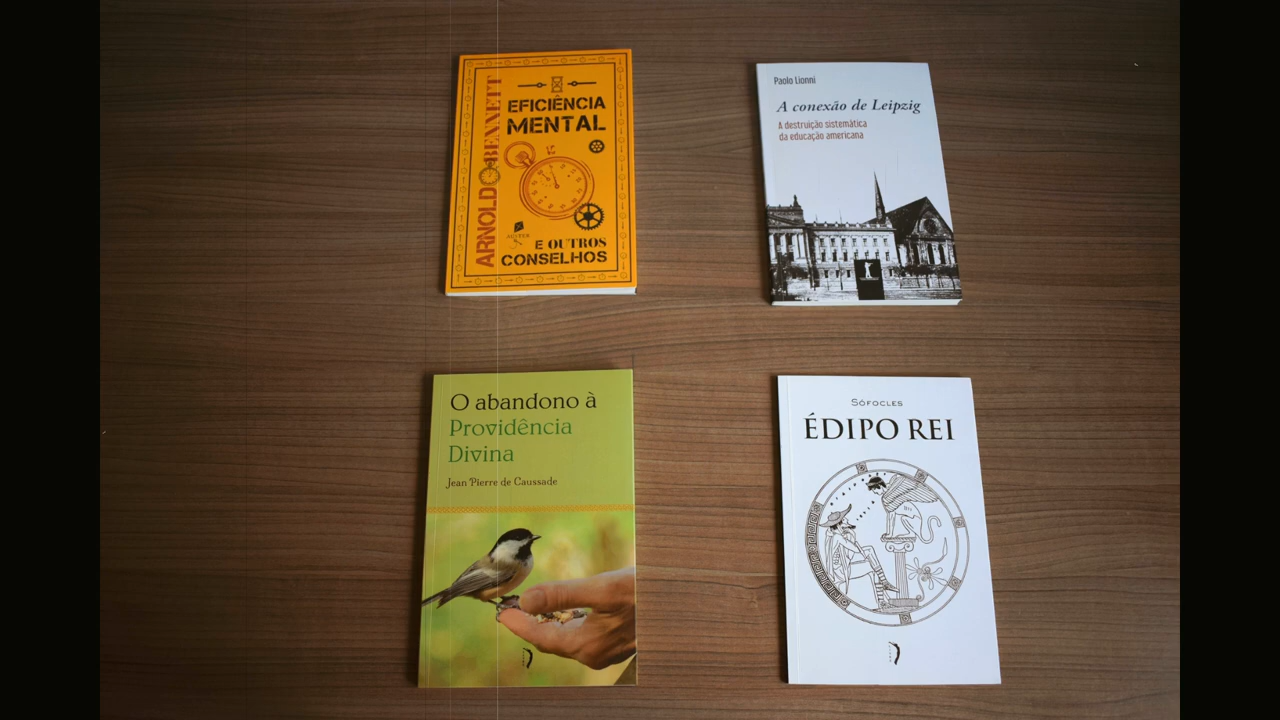 ARNOLD BENNETT
EFICIÊNCIA
MENTAL
AUSTER
E OUTROS
CONSELHOS
Paolo Lionni
A conexão de Leipzig
A destruição sistemática
da educação americana
O abandono à
Providência
Divina
Jean Pierre de Caussade
SÓFOCLES
ÉDIPO REI